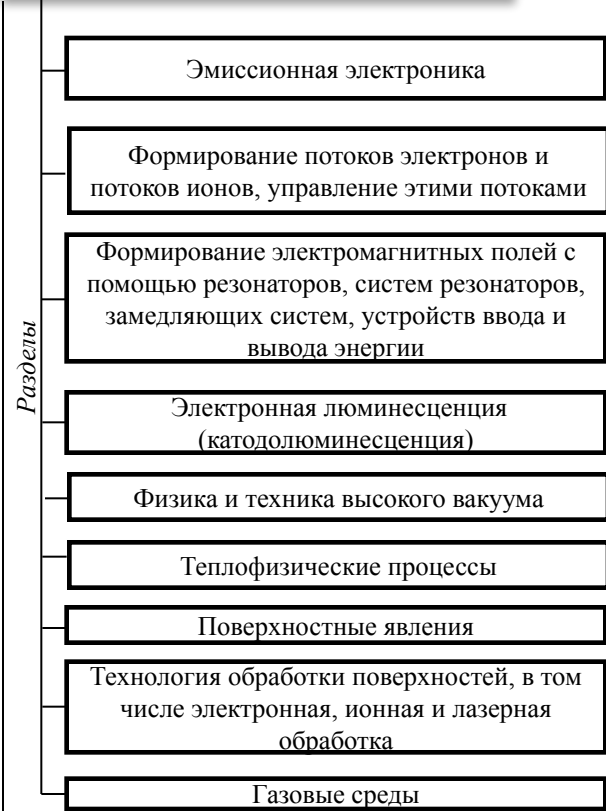 Разделы
Эмиссионная электроника
Формирование потоков электронов и
потоков ионов, управление этими потоками
Формирование электромагнитных полей с
помощью резонаторов, систем резонаторов,
замедляющих систем, устройств ввода и
вывода энергии
Электронная люминесценция
(катодолюминесценция)
Физика и техника высокого вакуума
Теплофизические процессы
Поверхностные явления
Технология обработки поверхностей, в том
числе электронная, ионная и лазерная
обработка
Газовые среды